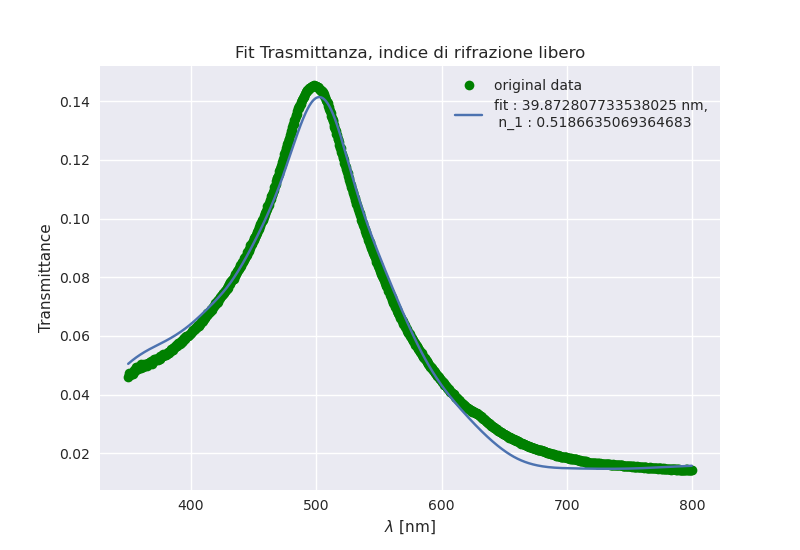 Fit Trasmittanza, indice di rifrazione libero
original data
fit : 39.872807733538025 nm,
n_1 : 0.5186635069364683
Transmittance
0.14
0.12
0.10
0.08
0.06
0.04
0.02
400 500 600 700 800
λ [nm]